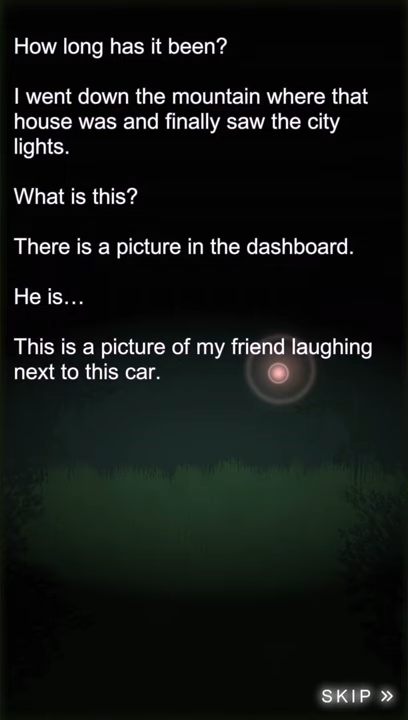 How long has it been?
I went down the mountain where that
house was and finally saw the city
lights.
What is this?
There is a picture in the dashboard.
He is…
This is a picture of my friend laughing
next to this car.
SKIP »